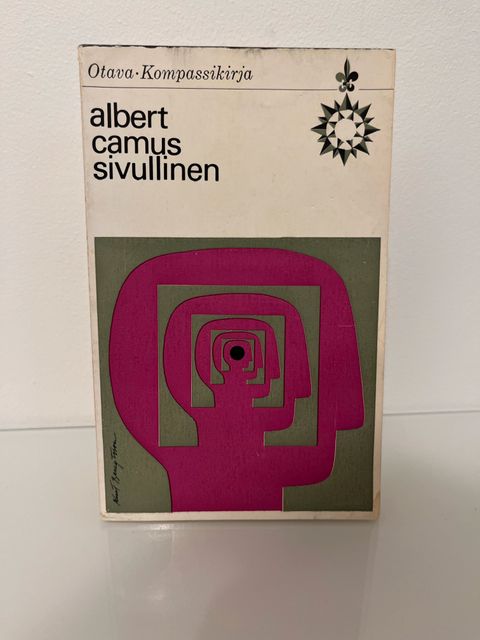 Otava·Kompassikirja
albert
camus
sivullinen